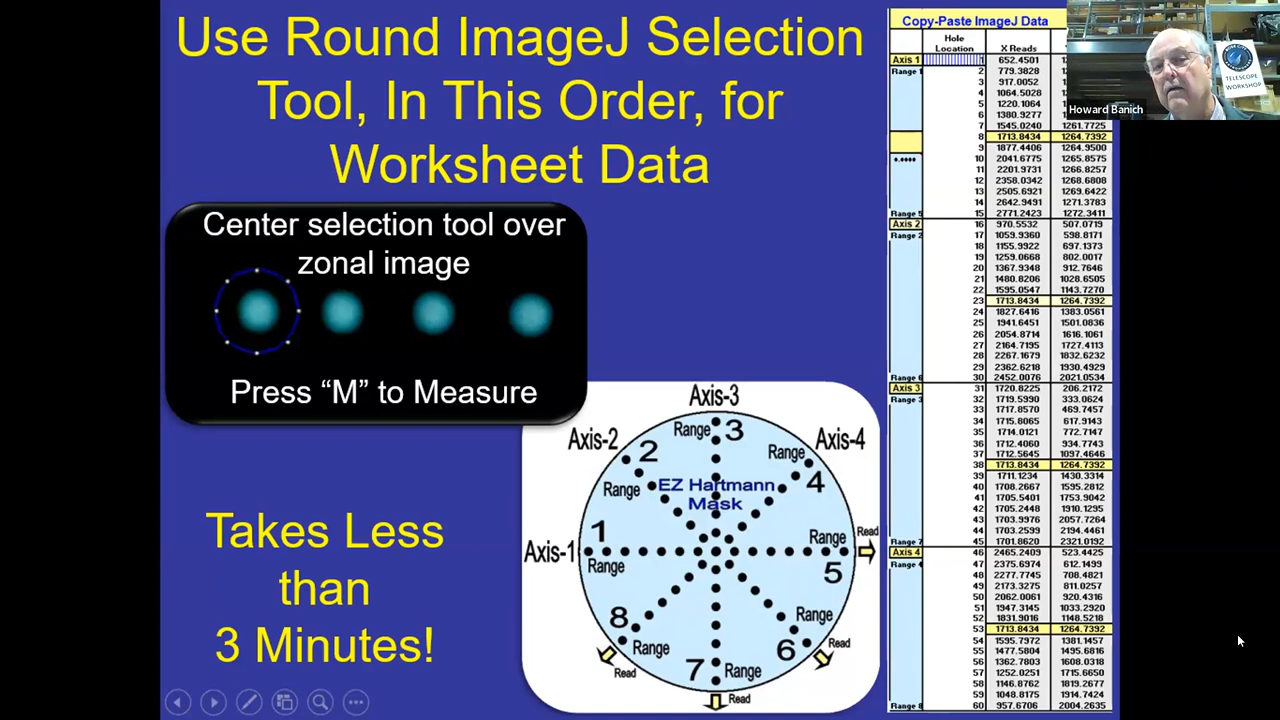 Use Round ImageJ Selection
Tool, in This Order, for
Worksheet Data
Center selection tool over
zonal image
Press “M” to Measure
Takes Less
than
3 Minutes!
Axis-3
Axis-2
Axis-4
Axis-1
Range 3
2
Range
Range
4
EZ Hartmann
Mask
1
Range
Range
5
Read
8
Range
Read
7 Range
Read
Range
6
Read
Copy-Paste ImageJ Data
Hole
Location X Reads
Axis 1 1 652.4501
Range 1 2 779.3828
3 917.0052
4 1064.5028
5 1220.1064
6 1380.9277
7 1545.0240 1261.7725
8 1713.8434 1264.7392
9 1877.4406 1264.9500
10 2041.6775 1265.8575
11 2201.9731 1266.8257
12 2358.0342 1268.6808
13 2505.6921 1269.6422
14 2642.9491 1271.3783
Range 5 15 2771.2423 1272.3411
Axis 2 16 970.5532 507.0719
Range 2 17 1059.9360 598.8171
18 1155.9922 697.1373
19 1259.0668 802.0017
20 1367.9348 912.7646
21 1480.8206 1028.6505
22 1595.0547 1143.7270
23 1713.8434 1264.7392
24 1827.6416 1383.0561
25 1941.6451 1501.0836
26 2054.8714 1616.1061
27 2164.7195 1727.4113
28 2267.1679 1832.6232
29 2362.6218 1930.4929
Range 6 30 2452.0076 2021.0534
Axis 3 31 1720.8225 206.2172
Range 3 32 1719.5990 333.0624
33 1717.8570 469.7457
34 1715.8065 617.9143
35 1714.0121 772.7147
36 1712.4060 934.7743
37 1712.5645 1097.4646
38 1713.8434 1264.7392
39 1711.1234 1430.3314
40 1708.2667 1595.2812
41 1705.5401 1753.9042
42 1705.2448 1910.1295
43 1703.9976 2057.7264
44 1703.2599 2194.4461
Range 7 45 1701.8620 2321.0192
Axis 4 46 2465.2409 523.4425
Range 4 47 2375.6974 612.1499
48 2277.7745 708.4821
49 2173.3275 811.0257
50 2062.0061 920.4316
51 1947.3145 1033.2920
52 1831.9016 1148.5218
53 1713.8434 1264.7392
54 1595.7972 1381.1457
55 1477.5804 1495.6816
56 1362.7803 1608.0318
57 1252.0251 1715.6650
58 1146.8762 1819.2677
59 1048.8175 1914.7424
Range 8 60 957.6706 2004.2635
TELESCOPE
WORKSHOP
Howard Banich